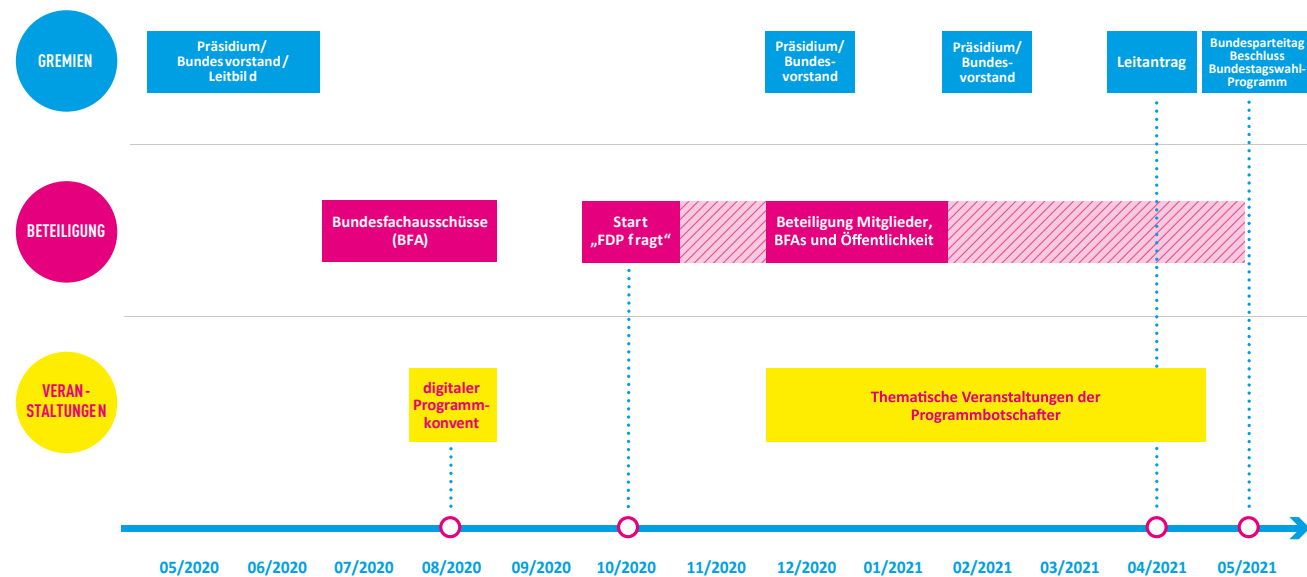 GREMIEN
Präsidium/
Bundesvorstand/
Leitbild
Präsidium/
Bundes-
vorstand
Präsidium/
Bundes-
vorstand
Leitantrag
Bundesparteitag
Beschluss
Bundestagswahl-
Programm
BETEILIGUNG
Bundesfachausschüsse
(BFA)
Start
„FDP fragt“
Beteiligung Mitglieder,
BFAs und Öffentlichkeit
VERAN-
STALTUNGEN
digitaler
Programm-
konvent
Thematische Veranstaltungen der
Programmbotschafter
05/2020 06/2020 07/2020 08/2020 09/2020 10/2020 11/2020 12/2020 01/2021 02/2021 03/2021 04/2021 05/2021